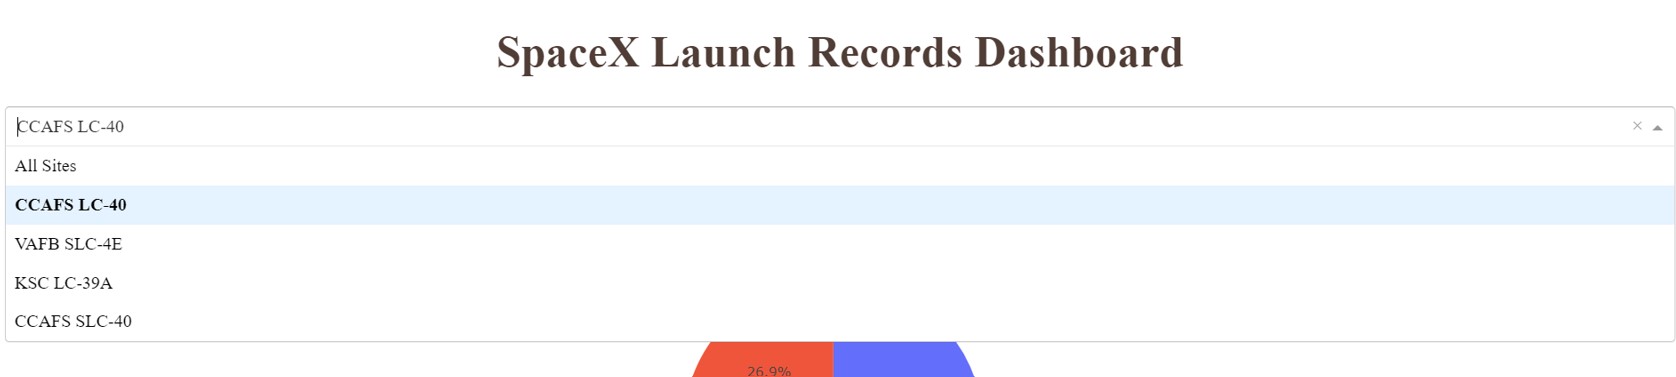 SpaceX Launch Records Dashboard
CCAFS LC-40
All Sites
CCAFS LC-40
VAFB SLC-4E
KSC LC-39A
CCAFS SLC-40
26.9%